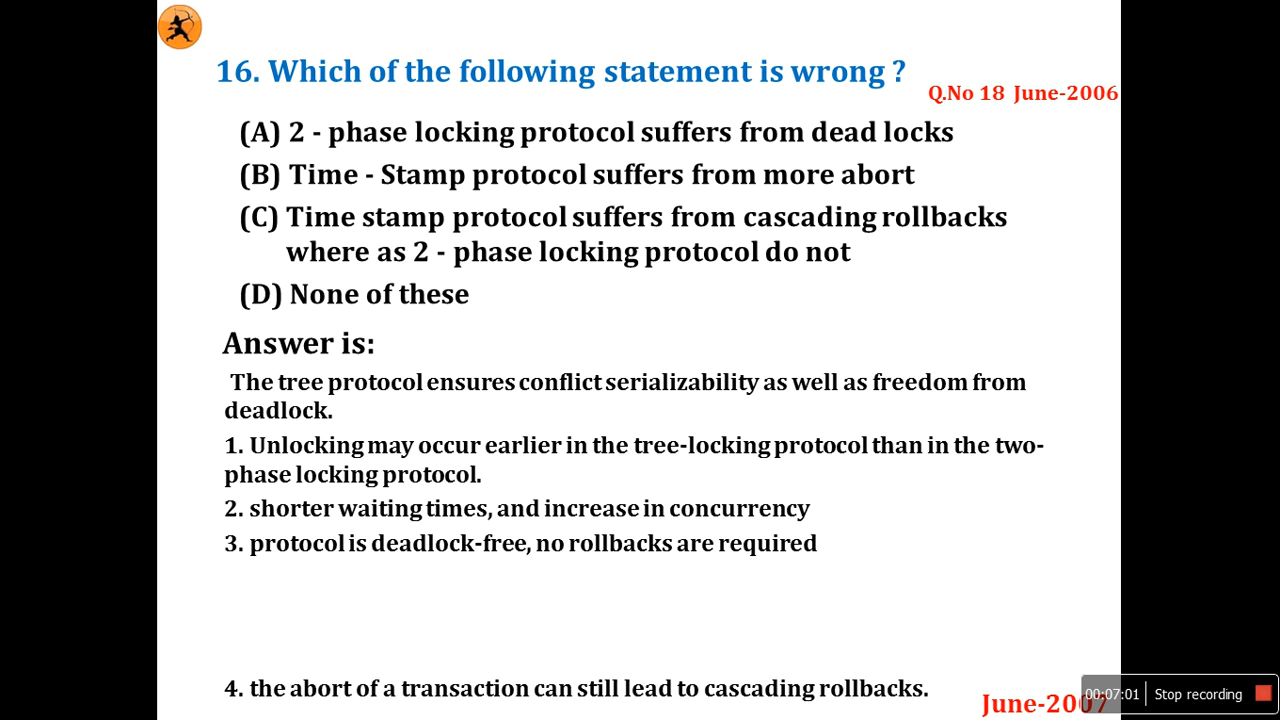 16. Which of the following statement is wrong ?
Q.No 18 June-2006
(A) 2 - phase locking protocol suffers from dead locks
(B) Time - Stamp protocol suffers from more abort
(C) Time stamp protocol suffers from cascading rollbacks
where as 2 - phase locking protocol do not
(D) None of these
Answer is:
The tree protocol ensures conflict serializability as well as freedom from
deadlock.
1. Unlocking may occur earlier in the tree-locking protocol than in the two-
phase locking protocol.
2. shorter waiting times, and increase in concurrency
3. protocol is deadlock-free, no rollbacks are required
4. the abort of a transaction can still lead to cascading rollbacks.
June-2007
00:07:01 Stop recording